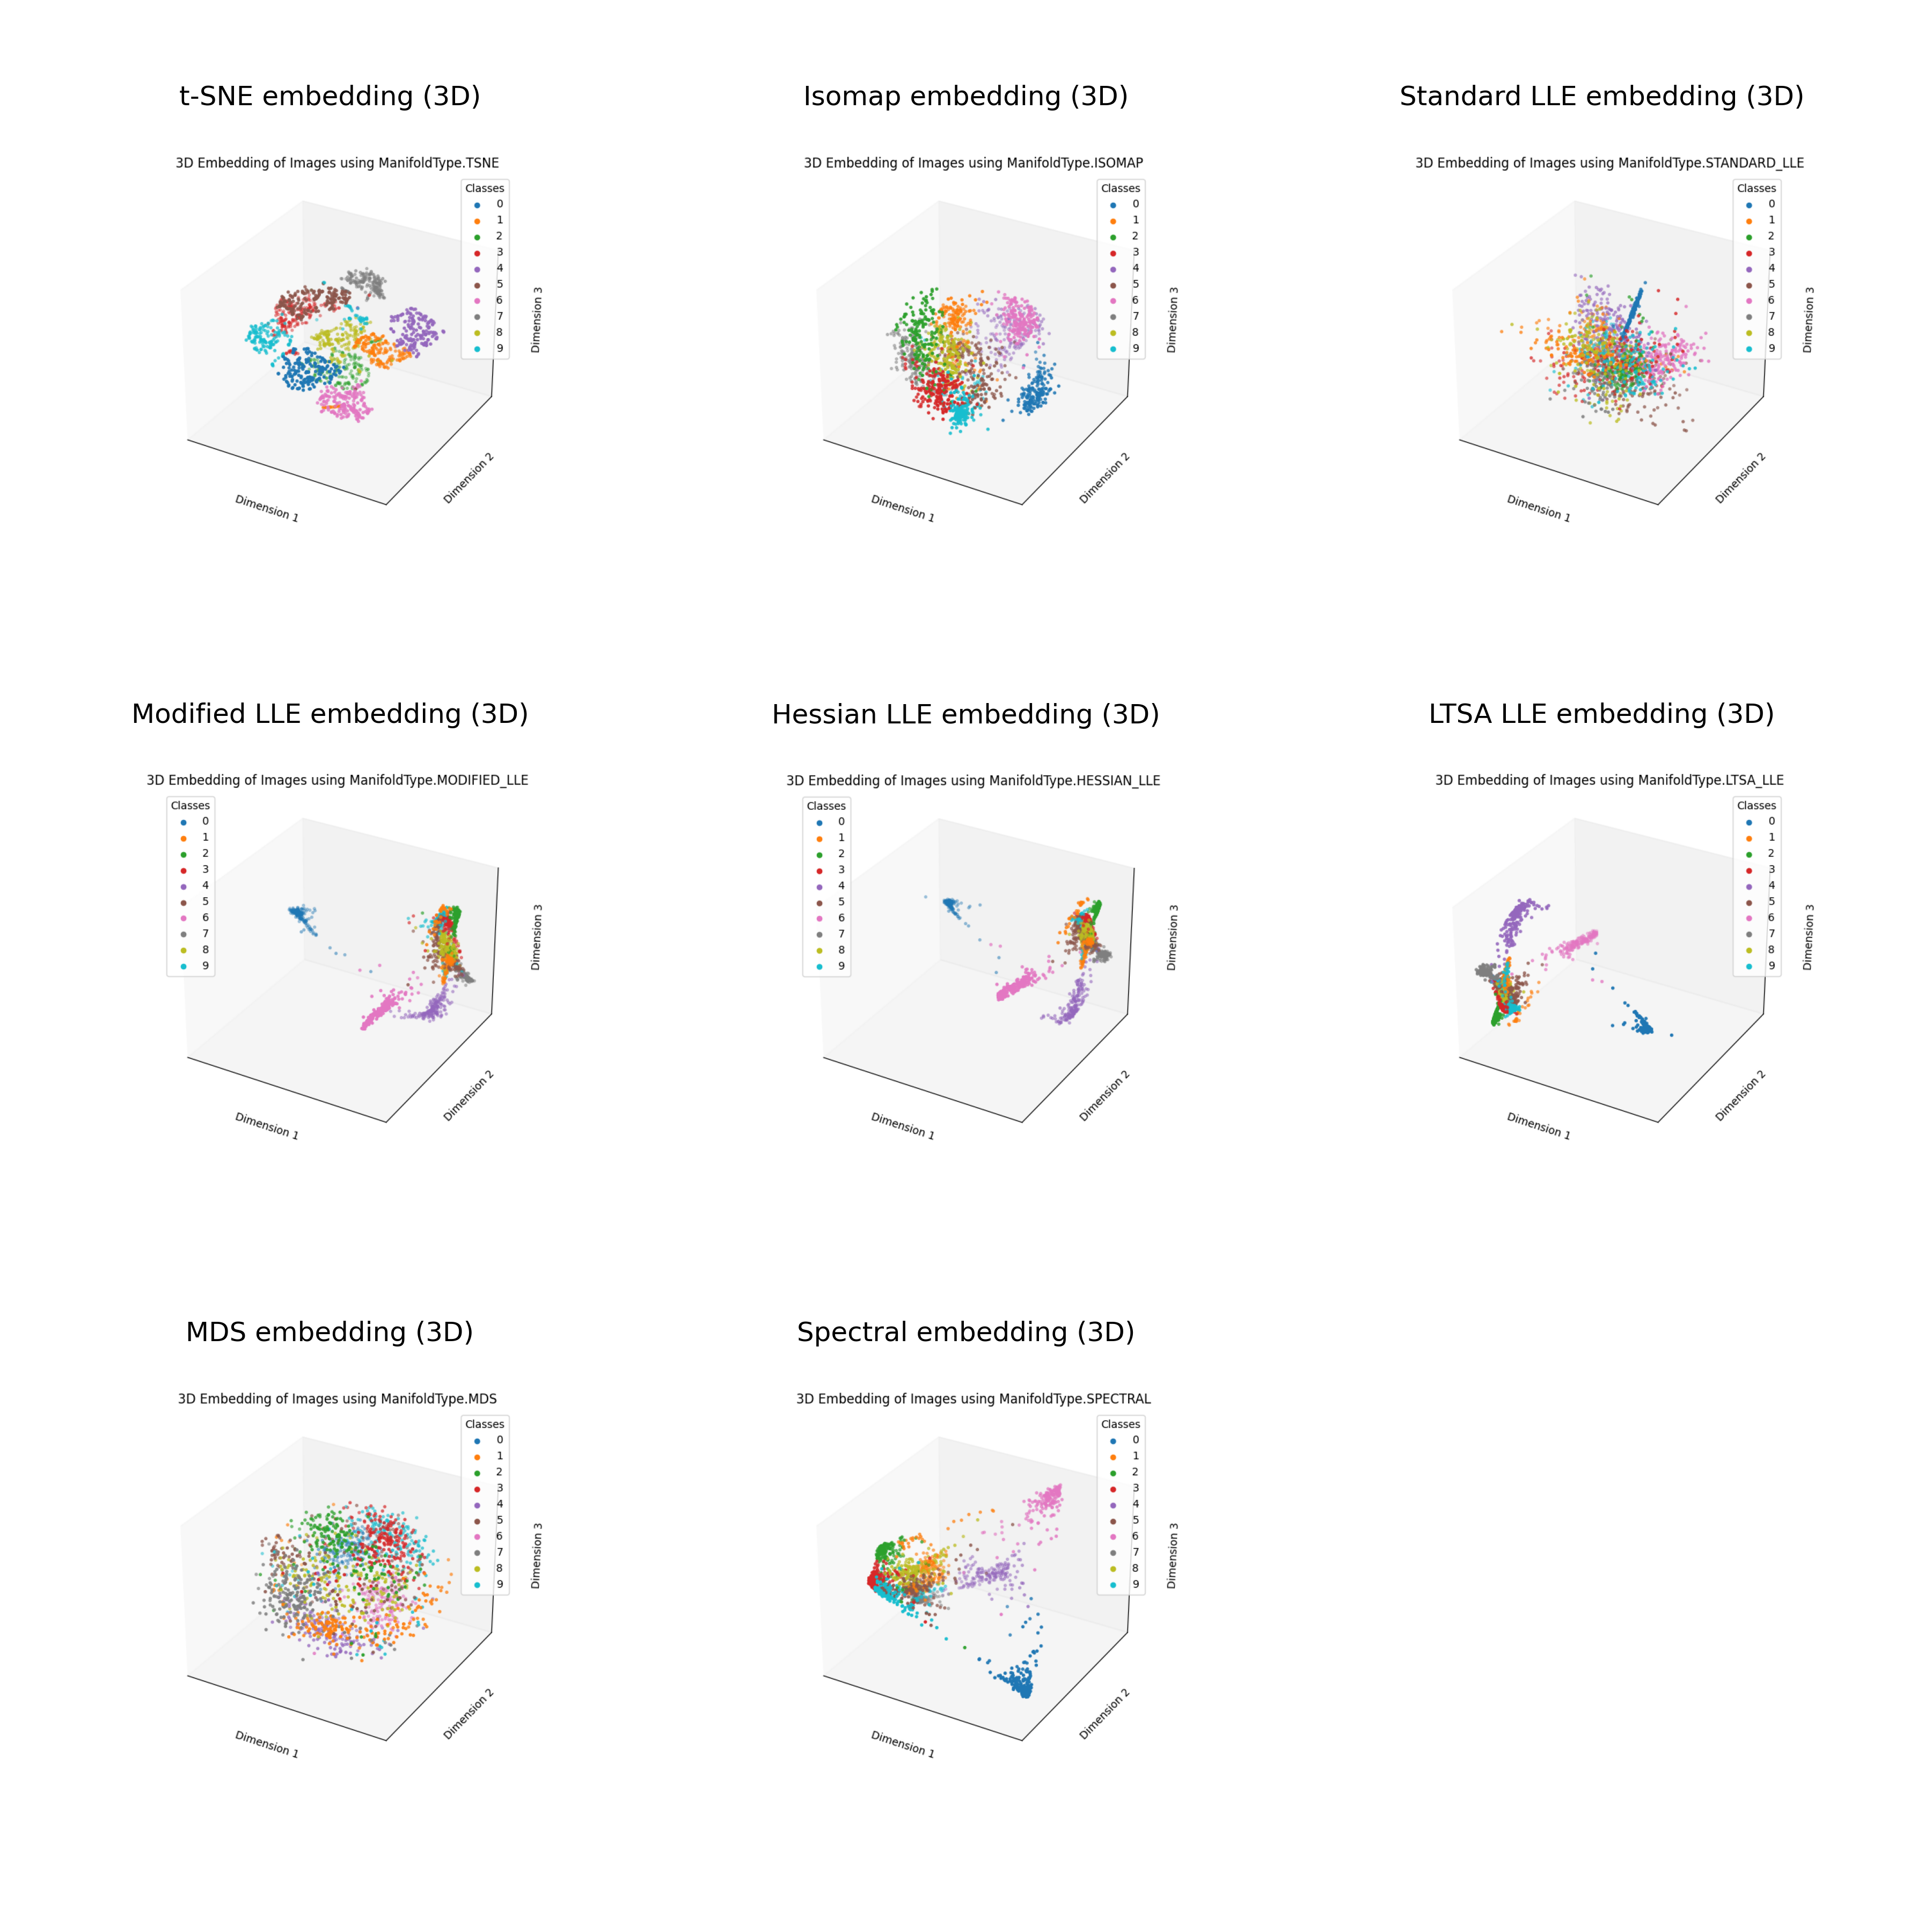 t-SNE embedding (3D)
3D Embedding of Images using ManifoldType.TSNE
Classes
0
1
2
3
4
5
6
7
8
9
Dimension 1
Dimension 2
Dimension 3
Isomap embedding (3D)
3D Embedding of Images using ManifoldType.ISOMAP
Classes
0
1
2
3
4
5
6
7
8
9
Dimension 1
Dimension 2
Dimension 3
Standard LLE embedding (3D)
3D Embedding of Images using ManifoldType.STANDARD_LLE
Classes
0
1
2
3
4
5
6
7
8
9
Dimension 1
Dimension 2
Dimension 3
Modified LLE embedding (3D)
3D Embedding of Images using ManifoldType.MODIFIED_LLE
Classes
0
1
2
3
4
5
6
7
8
9
Dimension 1
Dimension 2
Dimension 3
Hessian LLE embedding (3D)
3D Embedding of Images using ManifoldType.HESSIAN_LLE
Classes
0
1
2
3
4
5
6
7
8
9
Dimension 1
Dimension 2
Dimension 3
LTSA LLE embedding (3D)
3D Embedding of Images using ManifoldType.LTSA_LLE
Classes
0
1
2
3
4
5
6
7
8
9
Dimension 1
Dimension 2
Dimension 3
MDS embedding (3D)
3D Embedding of Images using ManifoldType.MDS
Classes
0
1
2
3
4
5
6
7
8
9
Dimension 1
Dimension 2
Dimension 3
Spectral embedding (3D)
3D Embedding of Images using ManifoldType.SPECTRAL
Classes
0
1
2
3
4
5
6
7
8
9
Dimension 1
Dimension 2
Dimension 3